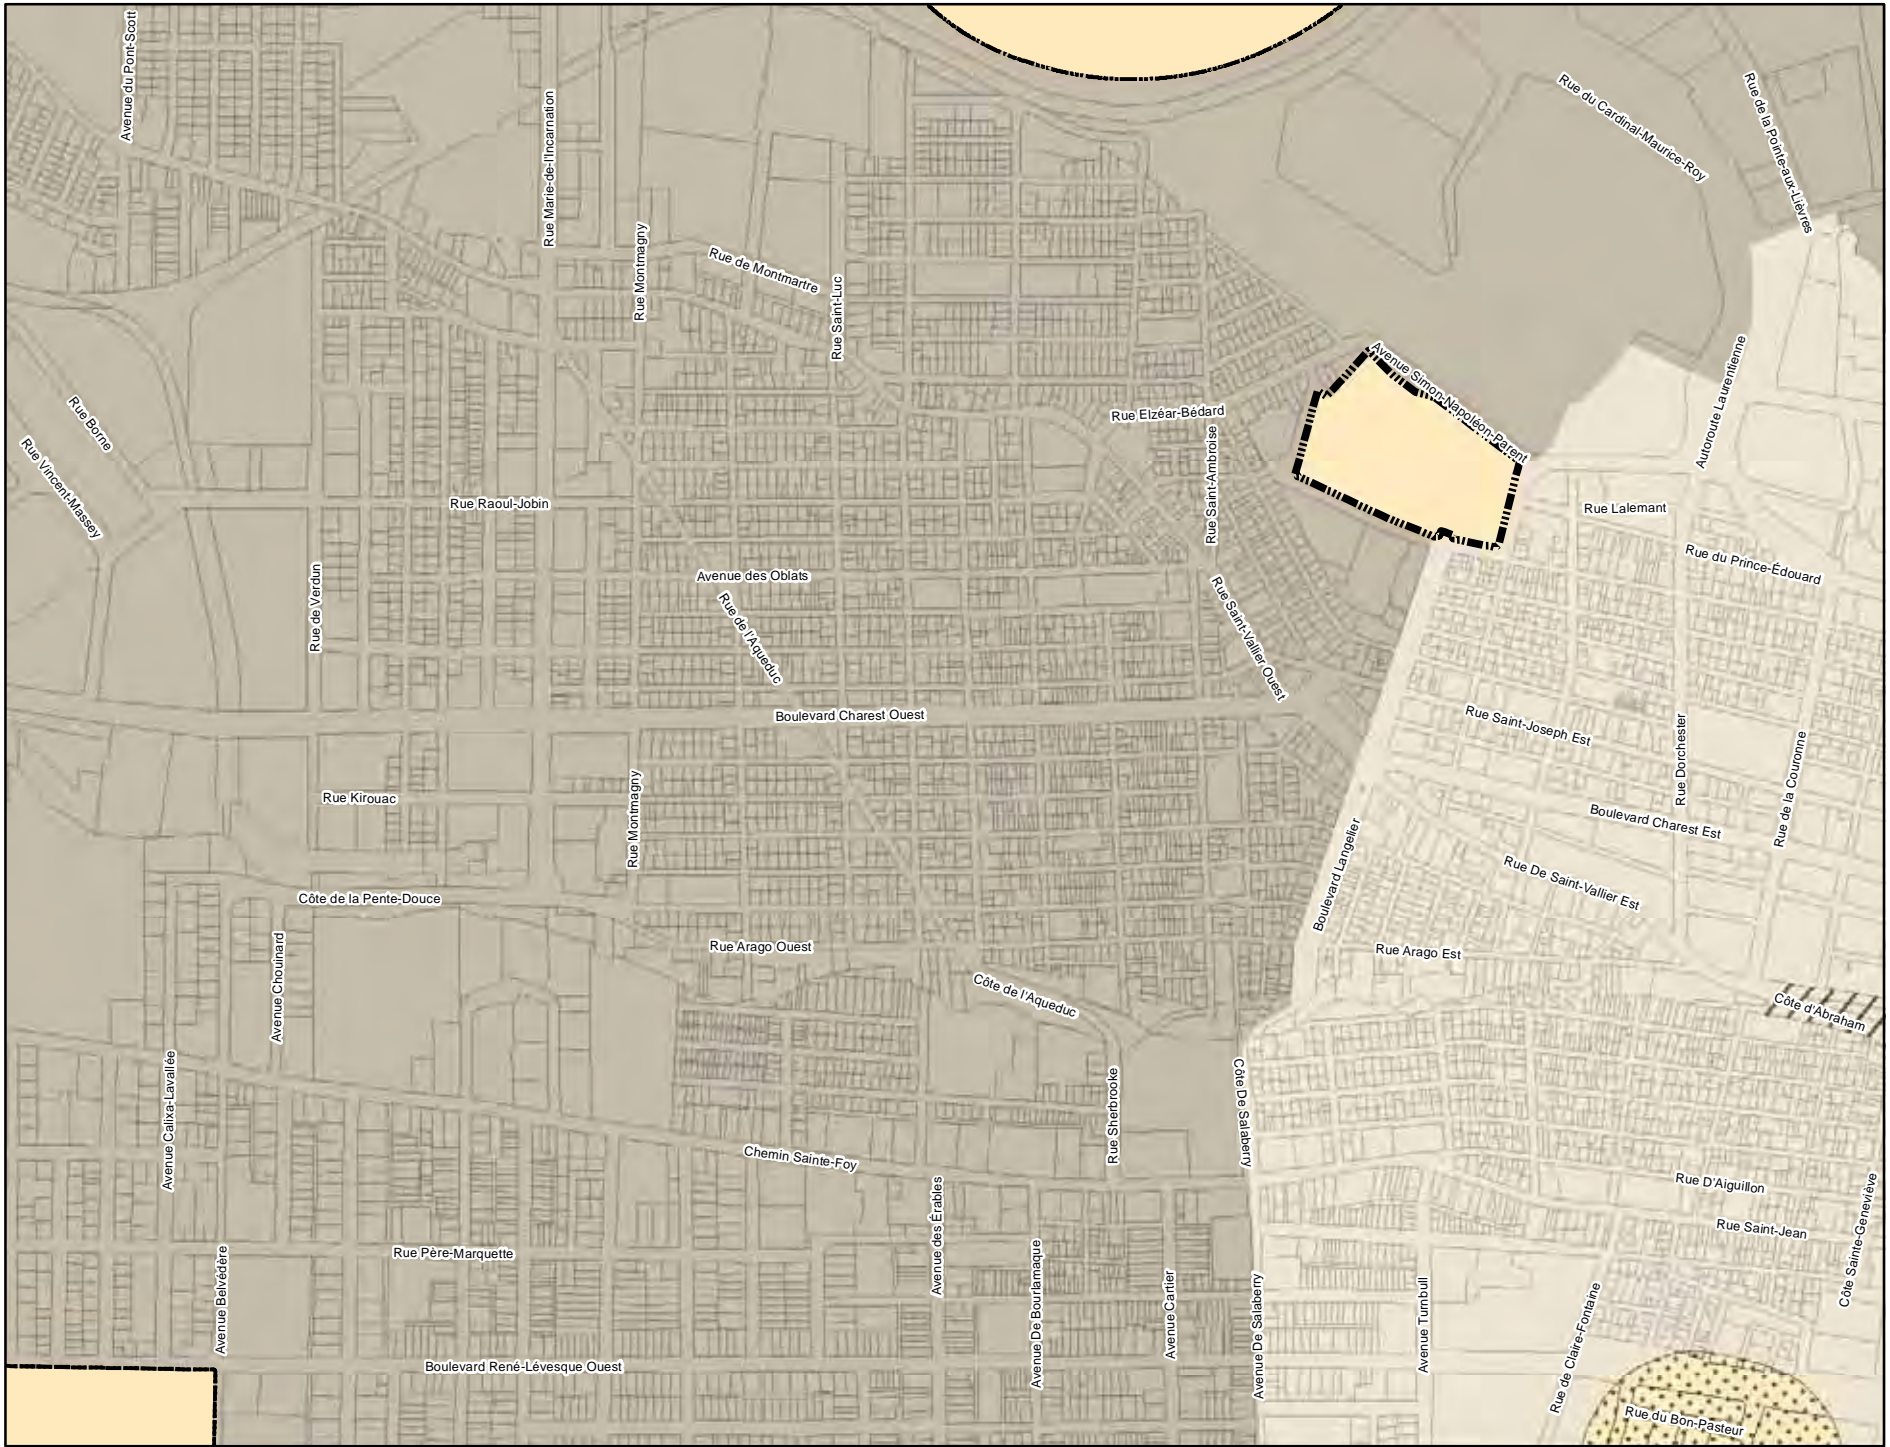 Avenue du Pont-Scott
Rue Marie-de-l'Incarnation
Rue du Cardinal-Maurice-Roy
Rue de la Pointe-aux-Lièvres
Rue Montmagny
Rue de Montmartre
Rue Saint-Luc
Avenue Simon-Napoléon-Parent
Autoroute Laurentienne
Rue Borne
Rue Elzéar-Bédard
Rue Vincent-Massey
Rue Saint-Ambroise
Rue Raoul-Jobin
Rue Lalemant
Rue du Prince-Édouard
Rue de Verdun
Avenue des Oblats
Rue de l'Aqueduc
Rue Saint-Vallier Ouest
Boulevard Charest Ouest
Rue Saint-Joseph Est
Rue Dorchester
Rue de la Couronne
Rue Kirouac
Rue Montmagny
Boulevard Charest Est
Boulevard Langelier
Rue De Saint-Vallier Est
Côte de la Pente-Douce
Rue Arago Ouest
Rue Arago Est
Avenue Chouinard
Côte de l'Aqueduc
Côte d'Abraham
Avenue Calixa-Lavallée
Rue Sherbrooke
Côte De Salaberry
Chemin Sainte-Foy
Rue D'Aiguillon
Avenue des Érables
Rue Saint-Jean
Côte Sainte-Geneviève
Rue Père-Marquette
Avenue Belvédère
Avenue De Bourlamaque
Avenue Cartier
Avenue De Salaberry
Avenue Turnbull
Rue de Claire-Fontaine
Boulevard René-Lévesque Ouest
Rue du Bon-Pasteur